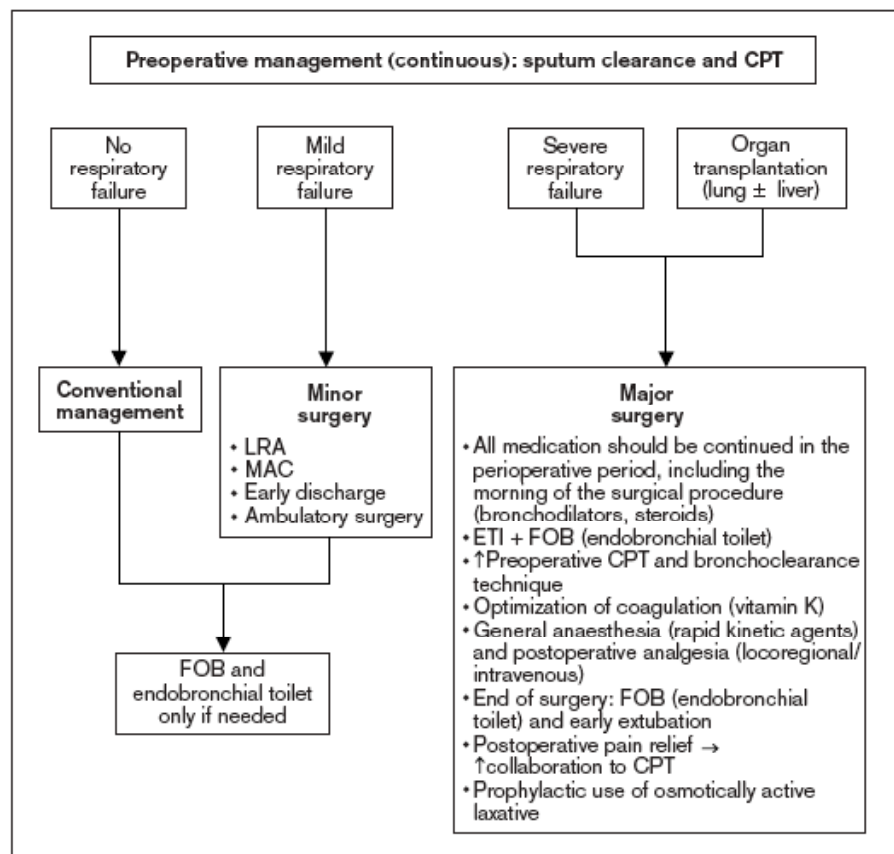 Preoperative management (continuous): sputum clearance and CPT
No
respiratory
failure
Mild
respiratory
failure
Severe
respiratory
failure
Organ
transplantation
(lung ± liver)
Conventional
management
Minor
surgery
• LRA
• MAC
• Early discharge
• Ambulatory surgery
Major
surgery
• All medication should be continued in the
perioperative period, including the
morning of the surgical procedure
(bronchodilators, steroids)
• ETI + FOB (endobronchial toilet)
• ↑Preoperative CPT and bronchoclearance
technique
• Optimization of coagulation (vitamin K)
• General anaesthesia (rapid kinetic agents)
and postoperative analgesia (locoregional/
intravenous)
• End of surgery: FOB (endobronchial
toilet) and early extubation
• Postoperative pain relief →
↑collaboration to CPT
• Prophylactic use of osmotically active
laxative
FOB and
endobronchial toilet
only if needed